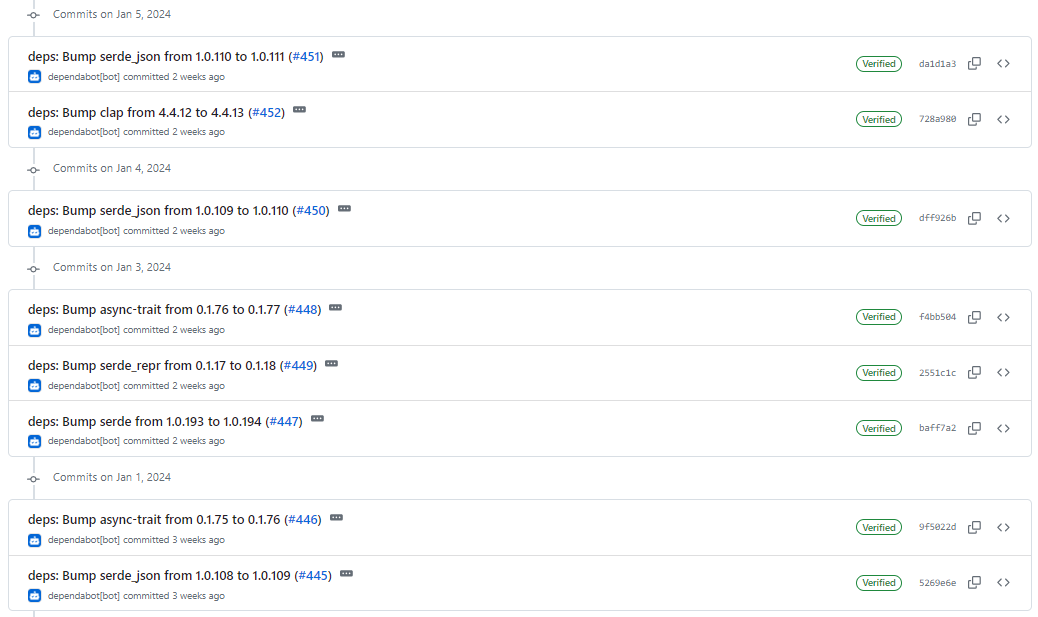 Commits on Jan 5, 2024
deps: Bump serde_json from 1.0.110 to 1.0.111 (#451)
Verified da1d1a3
dependabot[bot] committed 2 weeks ago
deps: Bump clap from 4.4.12 to 4.4.13 (#452)
Verified 728a980
dependabot[bot] committed 2 weeks ago
Commits on Jan 4, 2024
deps: Bump serde_json from 1.0.109 to 1.0.110 (#450)
Verified dff926b
dependabot[bot] committed 2 weeks ago
Commits on Jan 3, 2024
deps: Bump async-trait from 0.1.76 to 0.1.77 (#448)
Verified f4bb504
dependabot[bot] committed 2 weeks ago
deps: Bump serde_repr from 0.1.17 to 0.1.18 (#449)
Verified 2551c1c
dependabot[bot] committed 2 weeks ago
deps: Bump serde from 1.0.193 to 1.0.194 (#447)
Verified baff7a2
dependabot[bot] committed 2 weeks ago
Commits on Jan 1, 2024
deps: Bump async-trait from 0.1.75 to 0.1.76 (#446)
Verified 9f5022d
dependabot[bot] committed 3 weeks ago
deps: Bump serde_json from 1.0.108 to 1.0.109 (#445)
Verified 5269e6e
dependabot[bot] committed 3 weeks ago